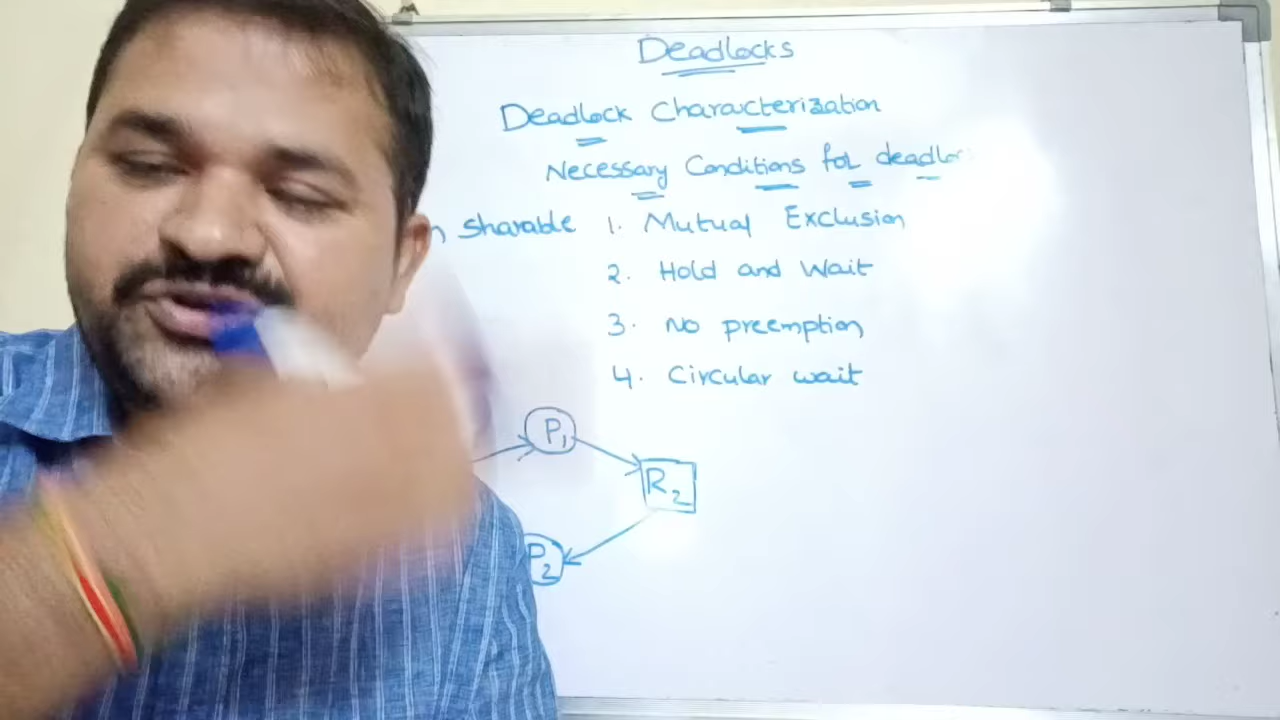 Deadlocks
Deadlock Characterization
Necessary Conditions for
sharable 1. Mutual Exclusion
2. Hold and Wait
3. No preemption
4. Circular wait
P1
R2
P2